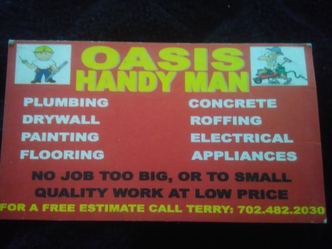 OASIS
HANDY MAN
PLUMBING
CONCRETE
DRYWALL
ROFFING
PAINTING
ELECTRICAL
FLOORING
APPLIANCES
NO JOB TOO BIG, OR TO SMALL
QUALITY WORK AT LOW PRICE
FOR A FREE ESTIMATE CALL TERRY: 702.482.2030